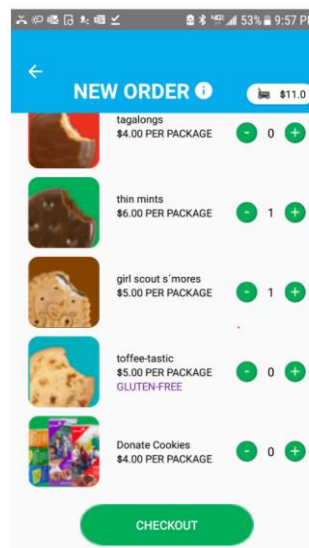 53% 9:57 PM
NEW ORDER i $11.0
tagalongs
$4.00 PER PACKAGE
- 0 +
thin mints
$6.00 PER PACKAGE
- 1 +
girl scout s´mores
$5.00 PER PACKAGE
- 1 +
toffee-tastic
$5.00 PER PACKAGE
GLUTEN-FREE
- 0 +
Donate Cookies
$4.00 PER PACKAGE
- 0 +
CHECKOUT